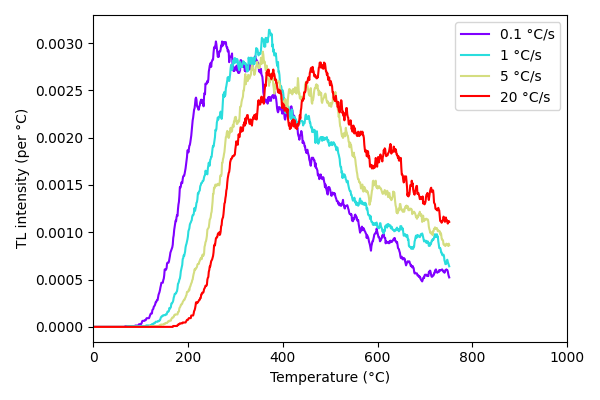 0.0030
0.0025
0.0020
0.0015
0.0010
0.0005
0.0000
TL intensity (per °C)
0.1 °C/s
1 °C/s
5 °C/s
20 °C/s
0 200 400 600 800 1000
Temperature (°C)